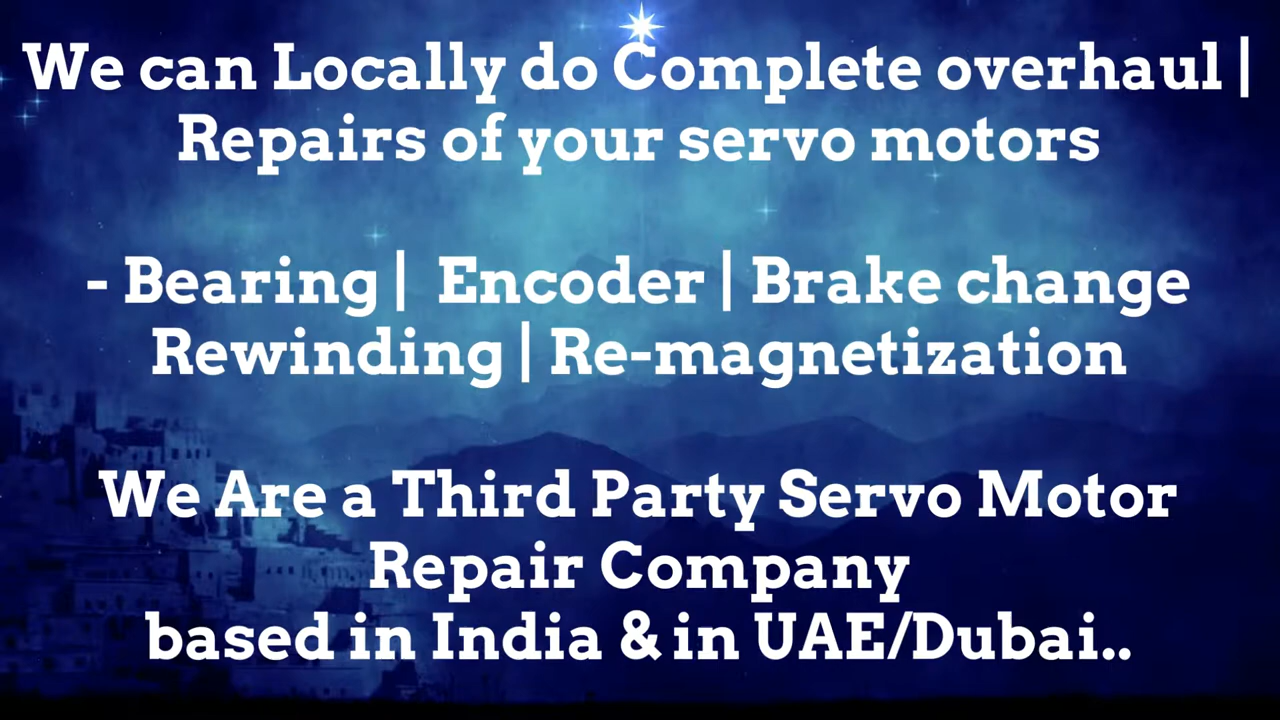 We can Locally do Complete overhaul |
Repairs of your servo motors
- Bearing | Encoder | Brake change
Rewinding | Re-magnetization
We Are a Third Party Servo Motor
Repair Company
based in India & in UAE/Dubai..